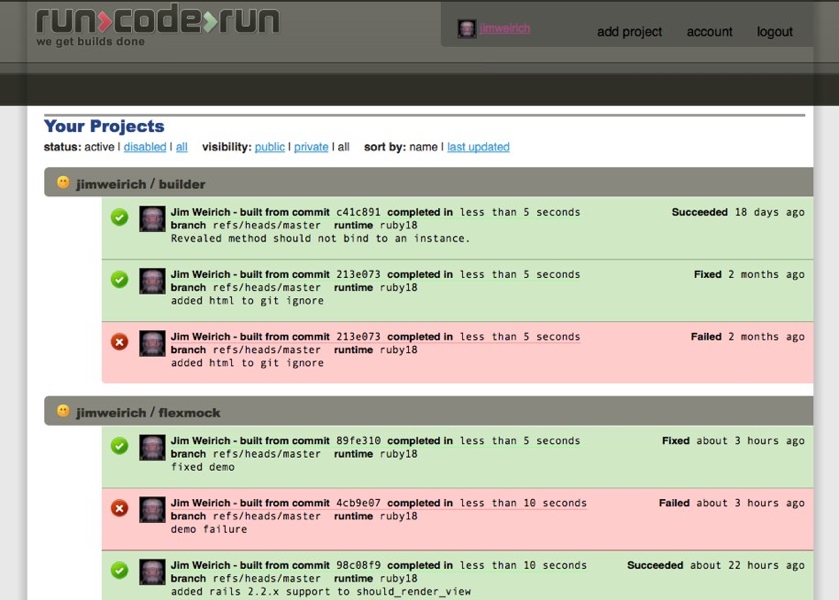 run>code>run
we get builds done
jimweirich
add project account logout
Your Projects
status: active | disabled | all visibility: public | private | all sort by: name | last updated
jimweirich / builder
Jim Weirich - built from commit c41c891 completed in less than 5 seconds Succeeded 18 days ago
branch refs/heads/master runtime ruby18
Revealed method should not bind to an instance.
Jim Weirich - built from commit 213e073 completed in less than 5 seconds Fixed 2 months ago
branch refs/heads/master runtime ruby18
added html to git ignore
Jim Weirich - built from commit 213e073 completed in less than 5 seconds Failed 2 months ago
branch refs/heads/master runtime ruby18
added html to git ignore
jimweirich / flexmock
Jim Weirich - built from commit 89fe310 completed in less than 5 seconds Fixed about 3 hours ago
branch refs/heads/master runtime ruby18
fixed demo
Jim Weirich - built from commit 4cb9e07 completed in less than 10 seconds Failed about 3 hours ago
branch refs/heads/master runtime ruby18
demo failure
Jim Weirich - built from commit 98c08f9 completed in less than 10 seconds Succeeded about 22 hours ago
branch refs/heads/master runtime ruby18
added rails 2.2.x support to should_render_view